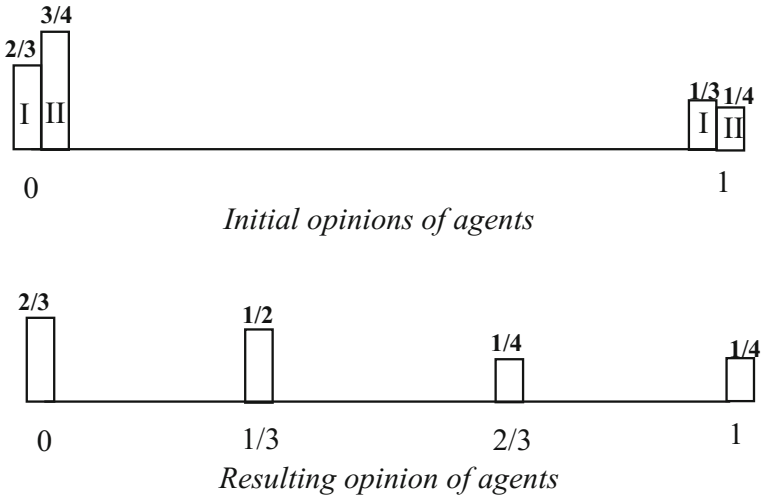 3/4
2/3
I II
1/3 1/4
I II
0 1
Initial opinions of agents
2/3 1/2 1/4 1/4
0 1/3 2/3 1
Resulting opinion of agents